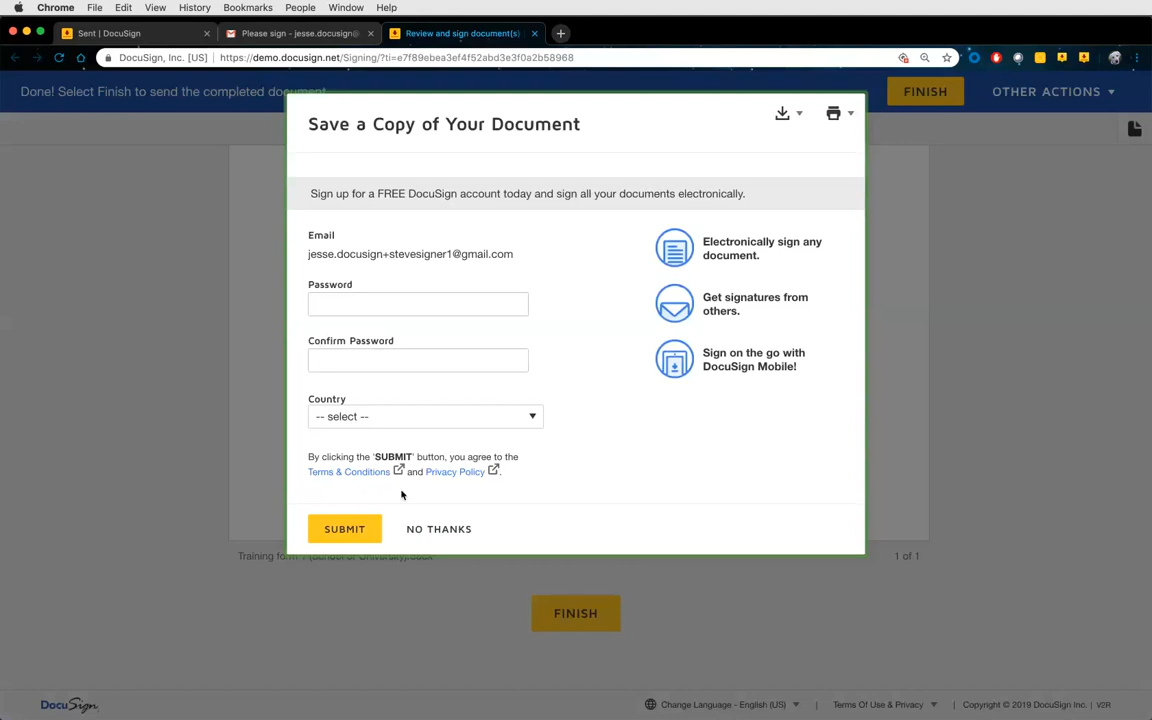 Chrome File Edit View History Bookmarks People Window Help
Sent | DocuSign
Please sign - jesse.docusign@
Review and sign document(s)
DocuSign, Inc. [US] | https://demo.docusign.net/Signing/?ti=e7f89ebea3ef4f52abd3e3f0a2b58968
Done! Select Finish to send the completed document.
FINISH
OTHER ACTIONS
Save a Copy of Your Document
Sign up for a FREE DocuSign account today and sign all your documents electronically.
Email
jesse.docusign+stevesigner1@gmail.com
Password
Confirm Password
Country
-- select --
By clicking the 'SUBMIT' button, you agree to the
Terms & Conditions and Privacy Policy.
SUBMIT
NO THANKS
Electronically sign any
document.
Get signatures from
others.
Sign on the go with
DocuSign Mobile!
Training
1 of 1
FINISH
DocuSign
Change Language - English (US) | Terms Of Use & Privacy | Copyright © 2019 DocuSign Inc. | V2R